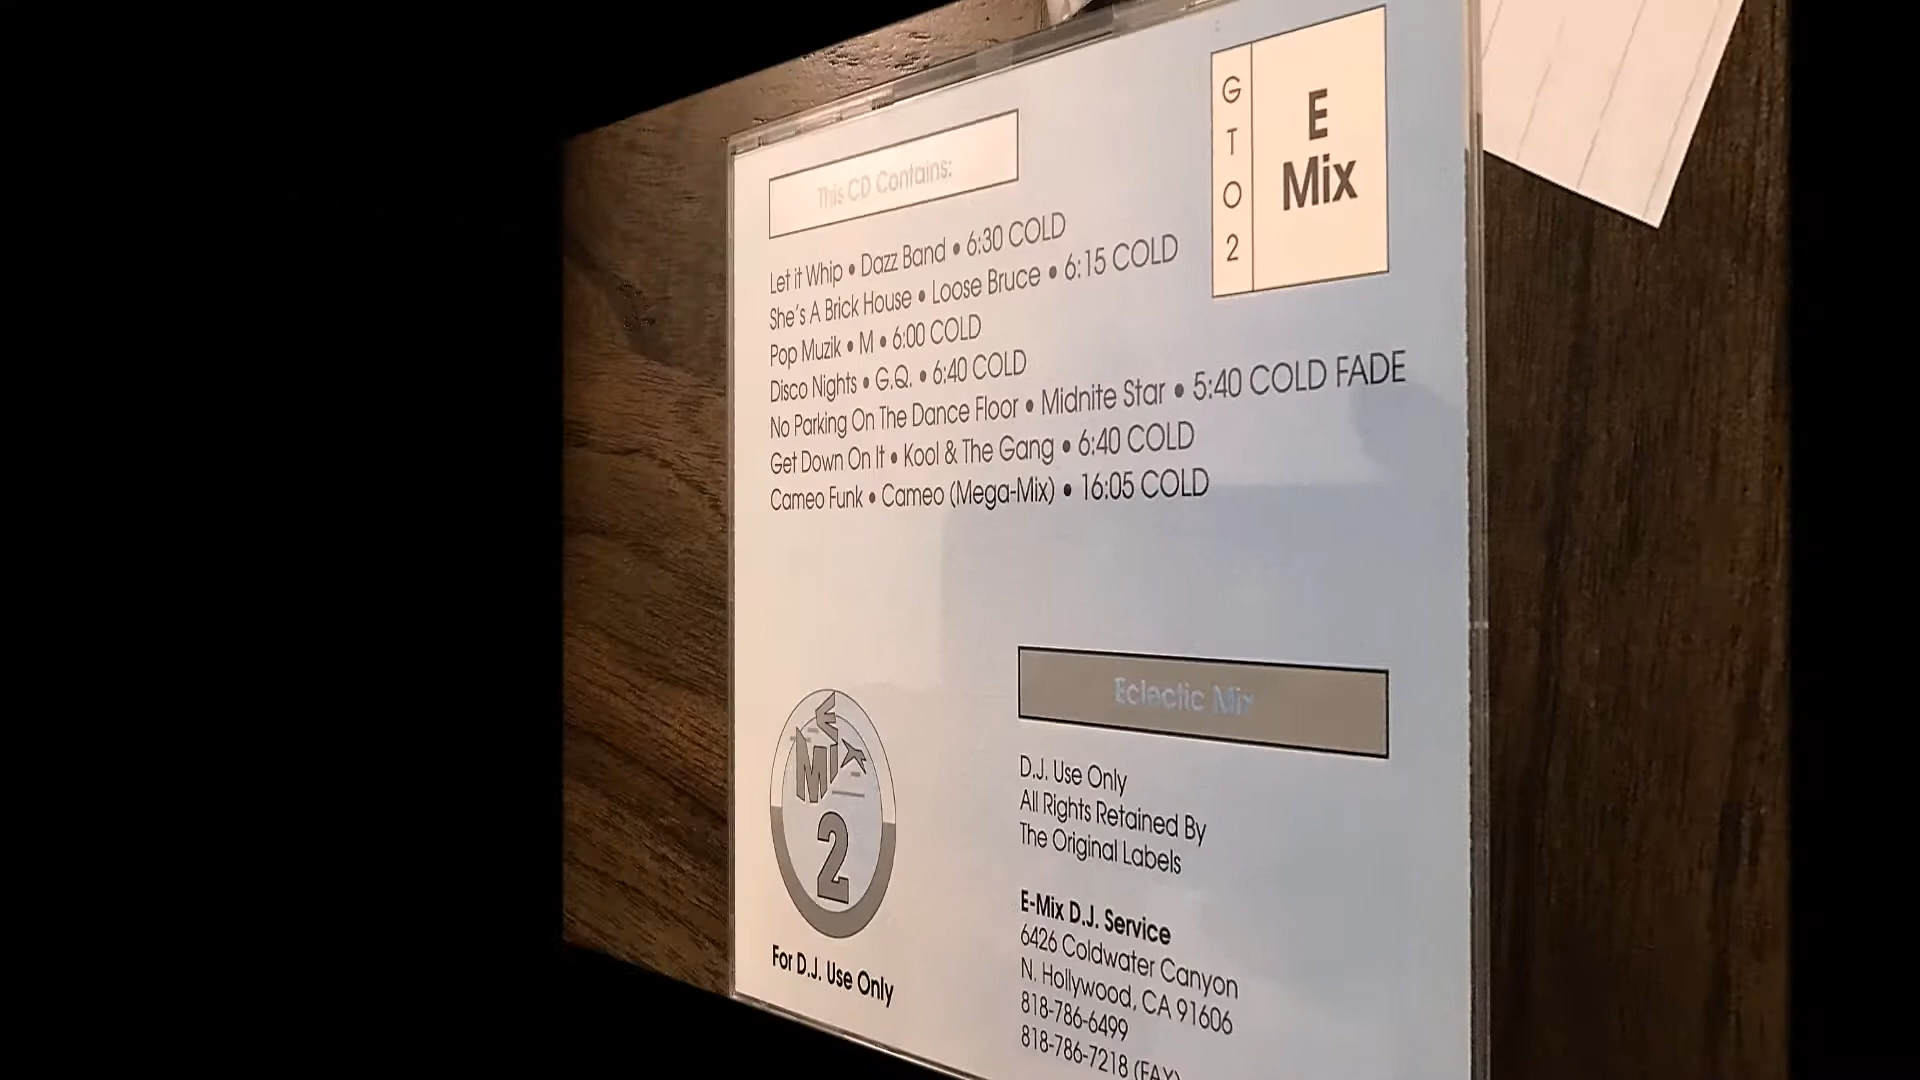 This CD Contains:
Let it Whip • Dazz Band • 6:30 COLD
She's A Brick House • Loose Bruce • 6:15 COLD
Pop Muzik • M • 6:00 COLD
Disco Nights • G.Q. • 6:40 COLD
No Parking On The Dance Floor • Midnite Star • 5:40 COLD FADE
Get Down On It • Kool & The Gang • 6:40 COLD
Cameo Funk • Cameo (Mega-Mix) • 16:05 COLD
G
T
O
2
E
Mix
E
Mix
2
For D.J. Use Only
Eclectic Mix
D.J. Use Only
All Rights Retained By
The Original Labels
E-Mix D.J. Service
6426 Coldwater Canyon
N. Hollywood, CA 91606
818-786-6499
818-786-7218 (FAX)